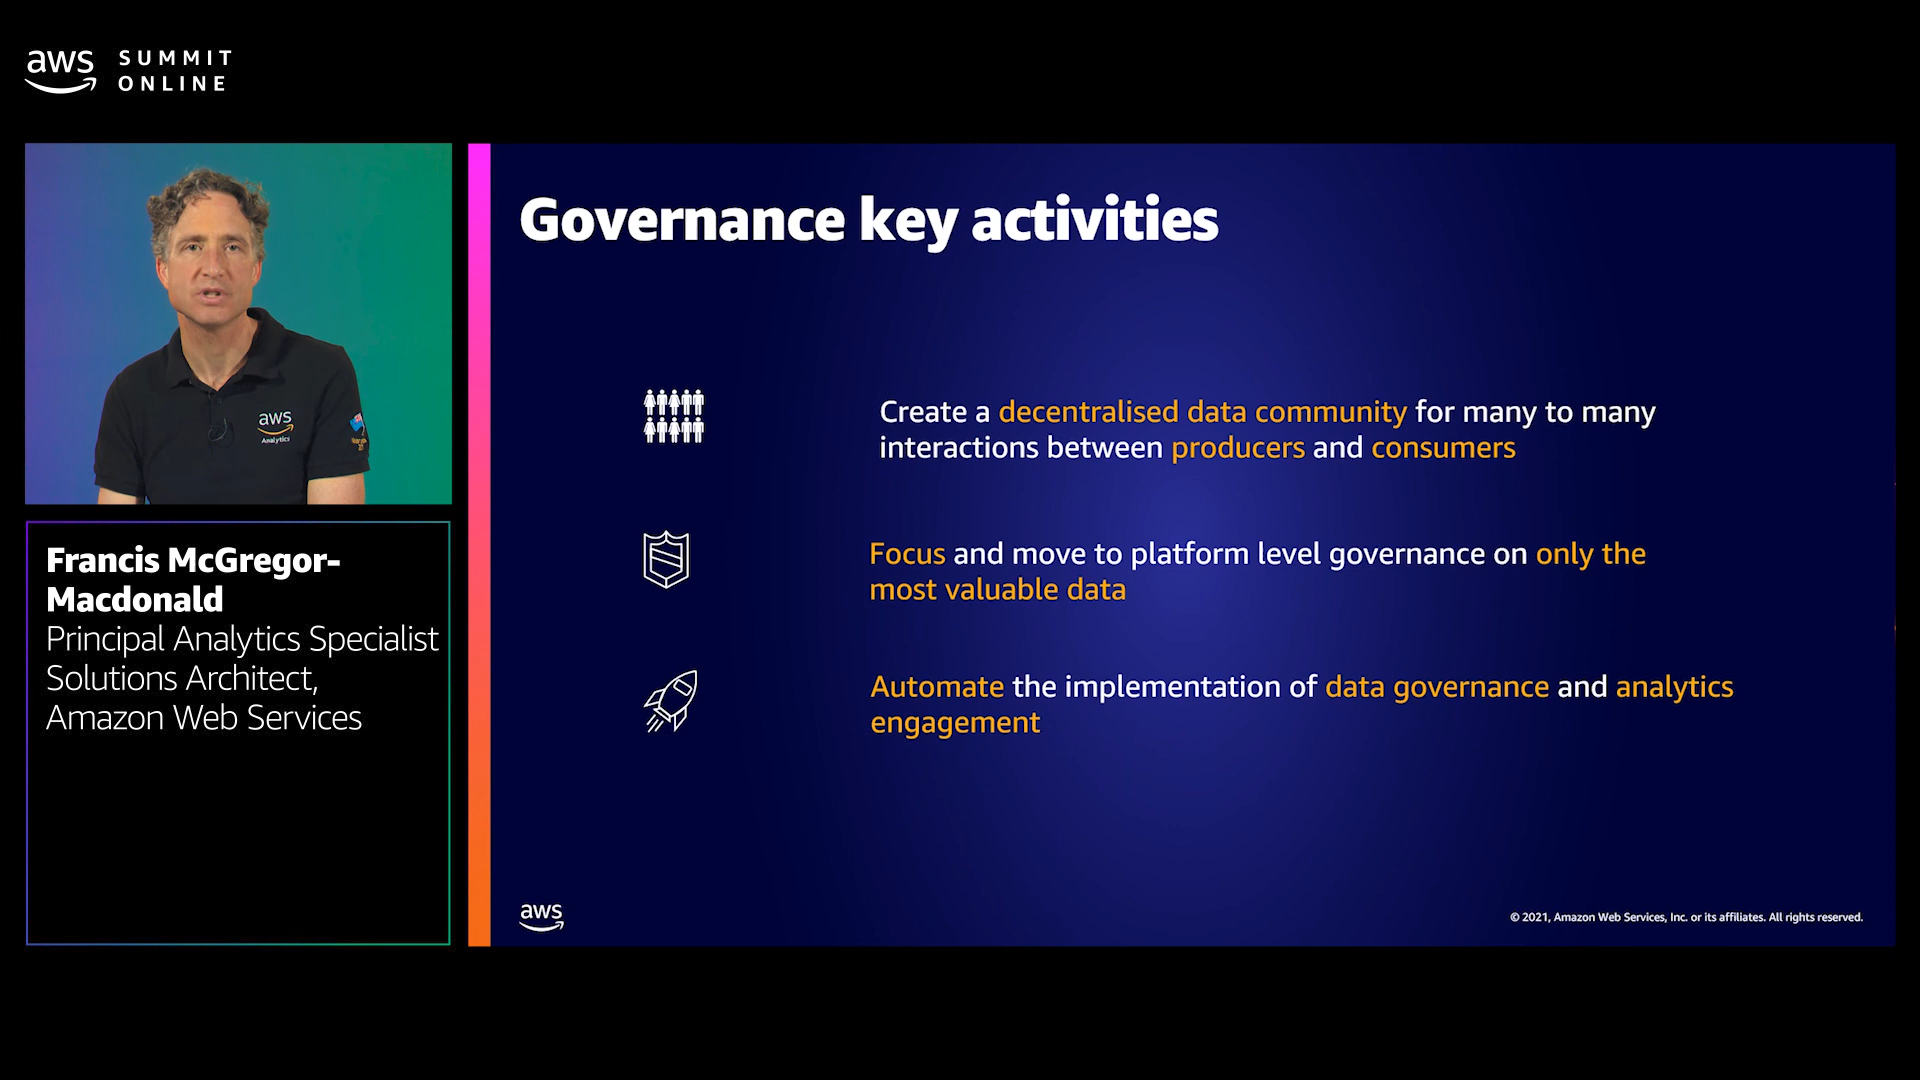 aws SUMMIT
ONLINE
aws
Analytics
Francis McGregor-
Macdonald
Principal Analytics Specialist
Solutions Architect,
Amazon Web Services
Governance key activities
Create a decentralised data community for many to many
interactions between producers and consumers
Focus and move to platform level governance on only the
most valuable data
Automate the implementation of data governance and analytics
engagement
aws
© 2021, Amazon Web Services, Inc. or its affiliates. All rights reserved.